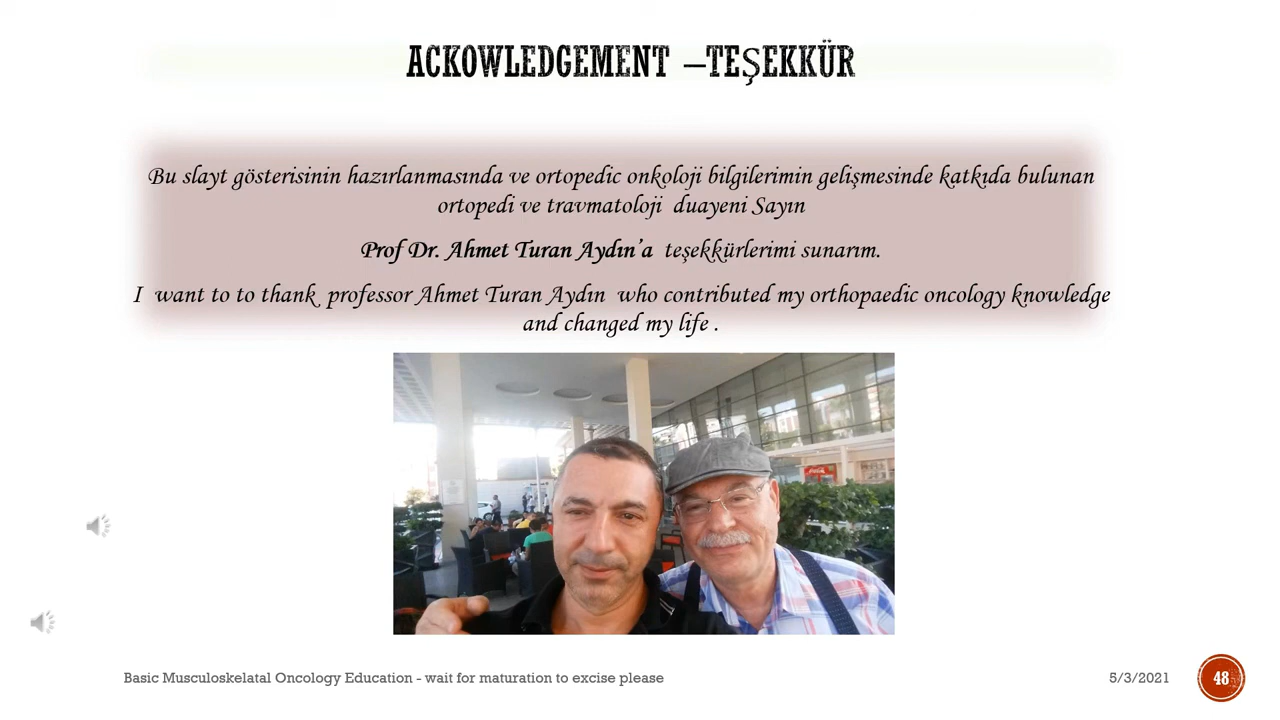 ACKOWLEDGEMENT –TEŞEKKÜR
Bu slayt gösterisinin hazırlanmasında ve ortopedic onkoloji bilgilerimin gelişmesinde katkıda bulunan
ortopedi ve travmatoloji duayeni Sayın
Prof Dr. Ahmet Turan Aydın’a teşekkürlerimi sunarım.
I want to to thank professor Ahmet Turan Aydın who contributed my orthopaedic oncology knowledge
and changed my life .
Basic Musculoskelatal Oncology Education - wait for maturation to excise please
5/3/2021
48